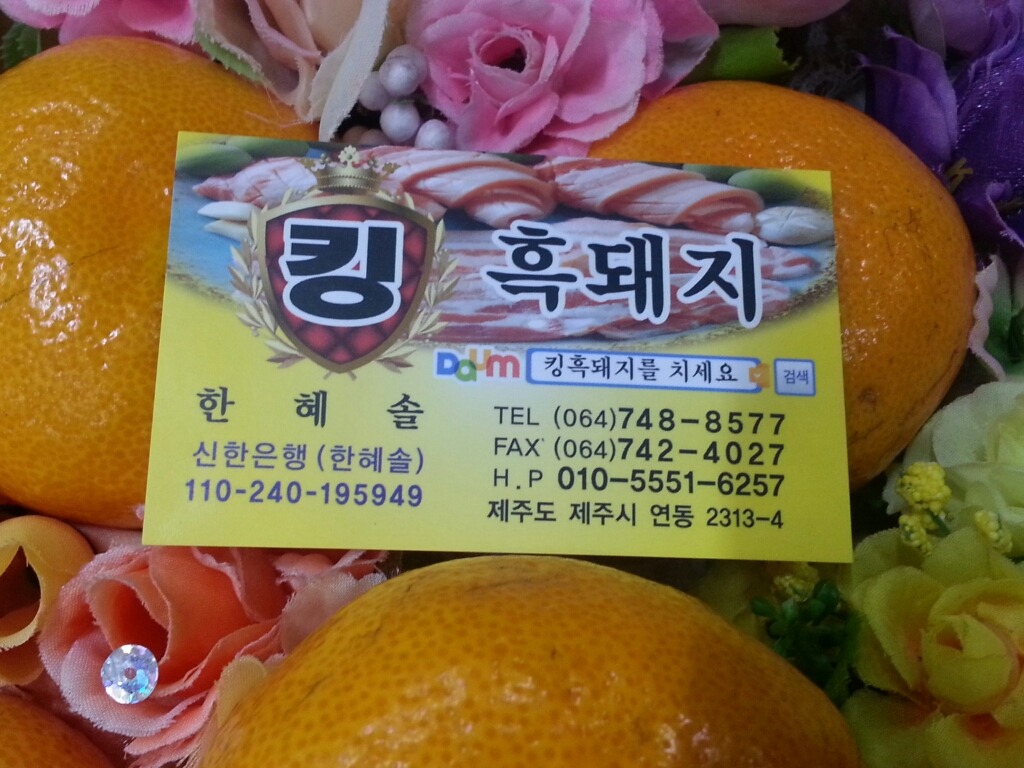 킹 흑돼지
Daum 킹흑돼지를 치세요 검색
한 혜 솔
신한은행 (한혜솔)
110-240-195949
TEL (064)748-8577
FAX (064)742-4027
H.P 010-5551-6257
제주도 제주시 연동 2313-4